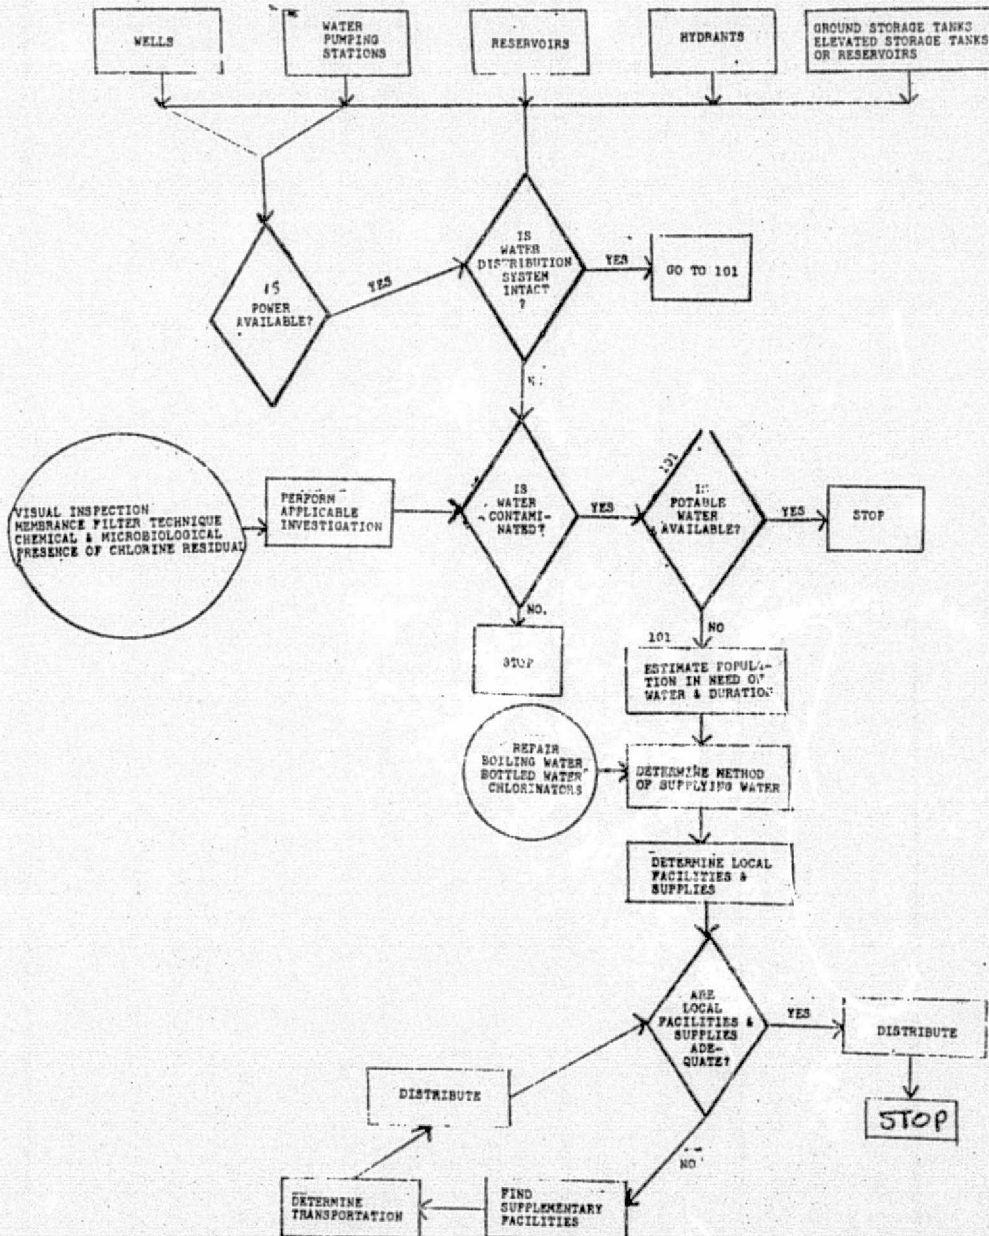 WELLS
WATER
PUMPING
STATIONS
RESERVOIRS
HYDRANTS
GROUND STORAGE TANKS
ELEVATED STORAGE TANKS
OR RESERVOIRS
IS
POWER
AVAILABLE?
YES
IS
WATER
DISTRIBUTION
SYSTEM
INTACT
?
YES
GO TO 101
VISUAL INSPECTION
MEMBRANCE FILTER TECHNIQUE
CHEMICAL & MICROBIOLOGICAL
PRESENCE OF CHLORINE RESIDUAL
PERFORM
APPLICABLE
INVESTIGATION
IS
WATER
CONTAMI-
NATED?
YES
101
IS
POTABLE
WATER
AVAILABLE?
YES
STOP
NO.
STOP
NO
101
ESTIMATE POPULA-
TION IN NEED OF
WATER & DURATION
REPAIR
BOILING WATER
BOTTLED WATER
CHLORINATORS
DETERMINE METHOD
OF SUPPLYING WATER
DETERMINE LOCAL
FACILITIES &
SUPPLIES
ARE
LOCAL
FACILITIES &
SUPPLIES
ADE-
QUATE?
YES
DISTRIBUTE
STOP
NO
FIND
SUPPLEMENTARY
FACILITIES
DETERMINE
TRANSPORTATION
DISTRIBUTE